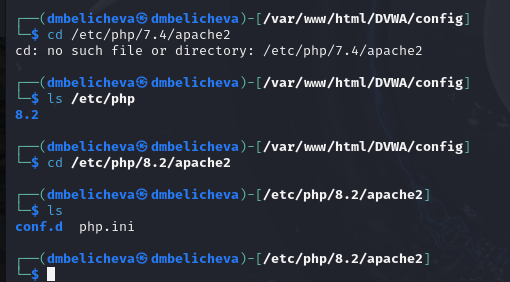 ┌──(dmbelicheva㉿dmbelicheva)-[/var/www/html/DVWA/config]
└─$ cd /etc/php/7.4/apache2
cd: no such file or directory: /etc/php/7.4/apache2
┌──(dmbelicheva㉿dmbelicheva)-[/var/www/html/DVWA/config]
└─$ ls /etc/php
8.2
┌──(dmbelicheva㉿dmbelicheva)-[/var/www/html/DVWA/config]
└─$ cd /etc/php/8.2/apache2
┌──(dmbelicheva㉿dmbelicheva)-[/etc/php/8.2/apache2]
└─$ ls
conf.d  php.ini
┌──(dmbelicheva㉿dmbelicheva)-[/etc/php/8.2/apache2]
└─$